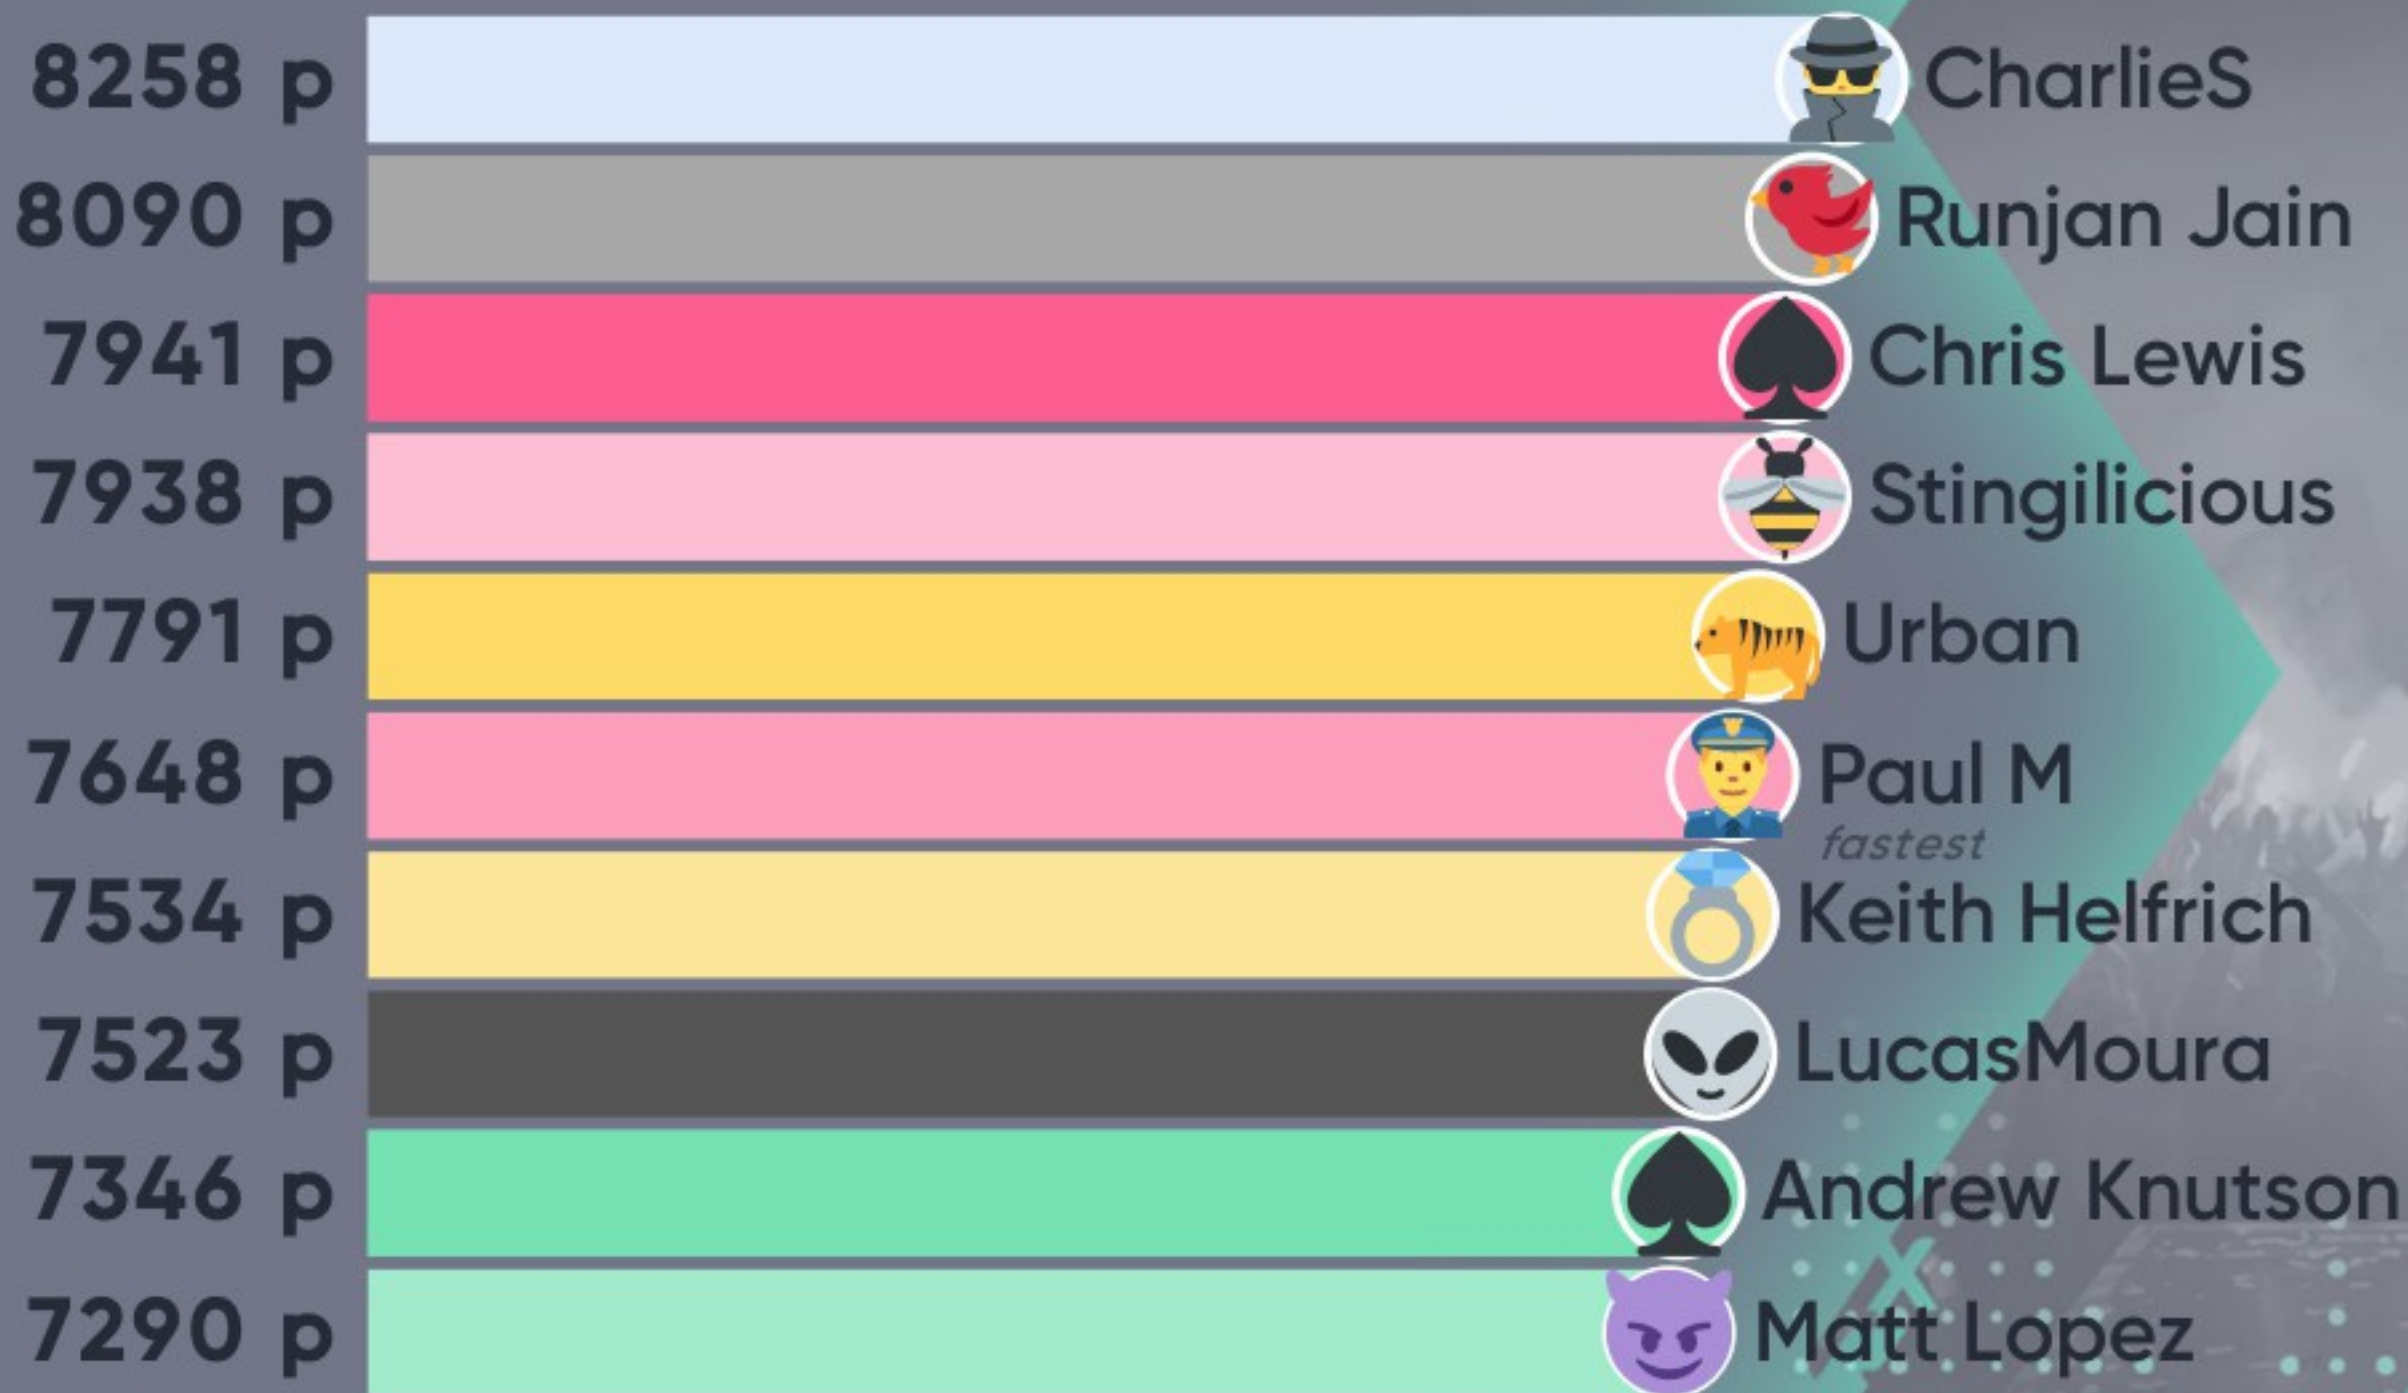 8258 p CharlieS
8090 p Runjan Jain
7941 p Chris Lewis
7938 p Stingilicious
7791 p Urban
7648 p Paul M
fastest
7534 p Keith Helfrich
7523 p LucasMoura
7346 p Andrew Knutson
7290 p Matt Lopez